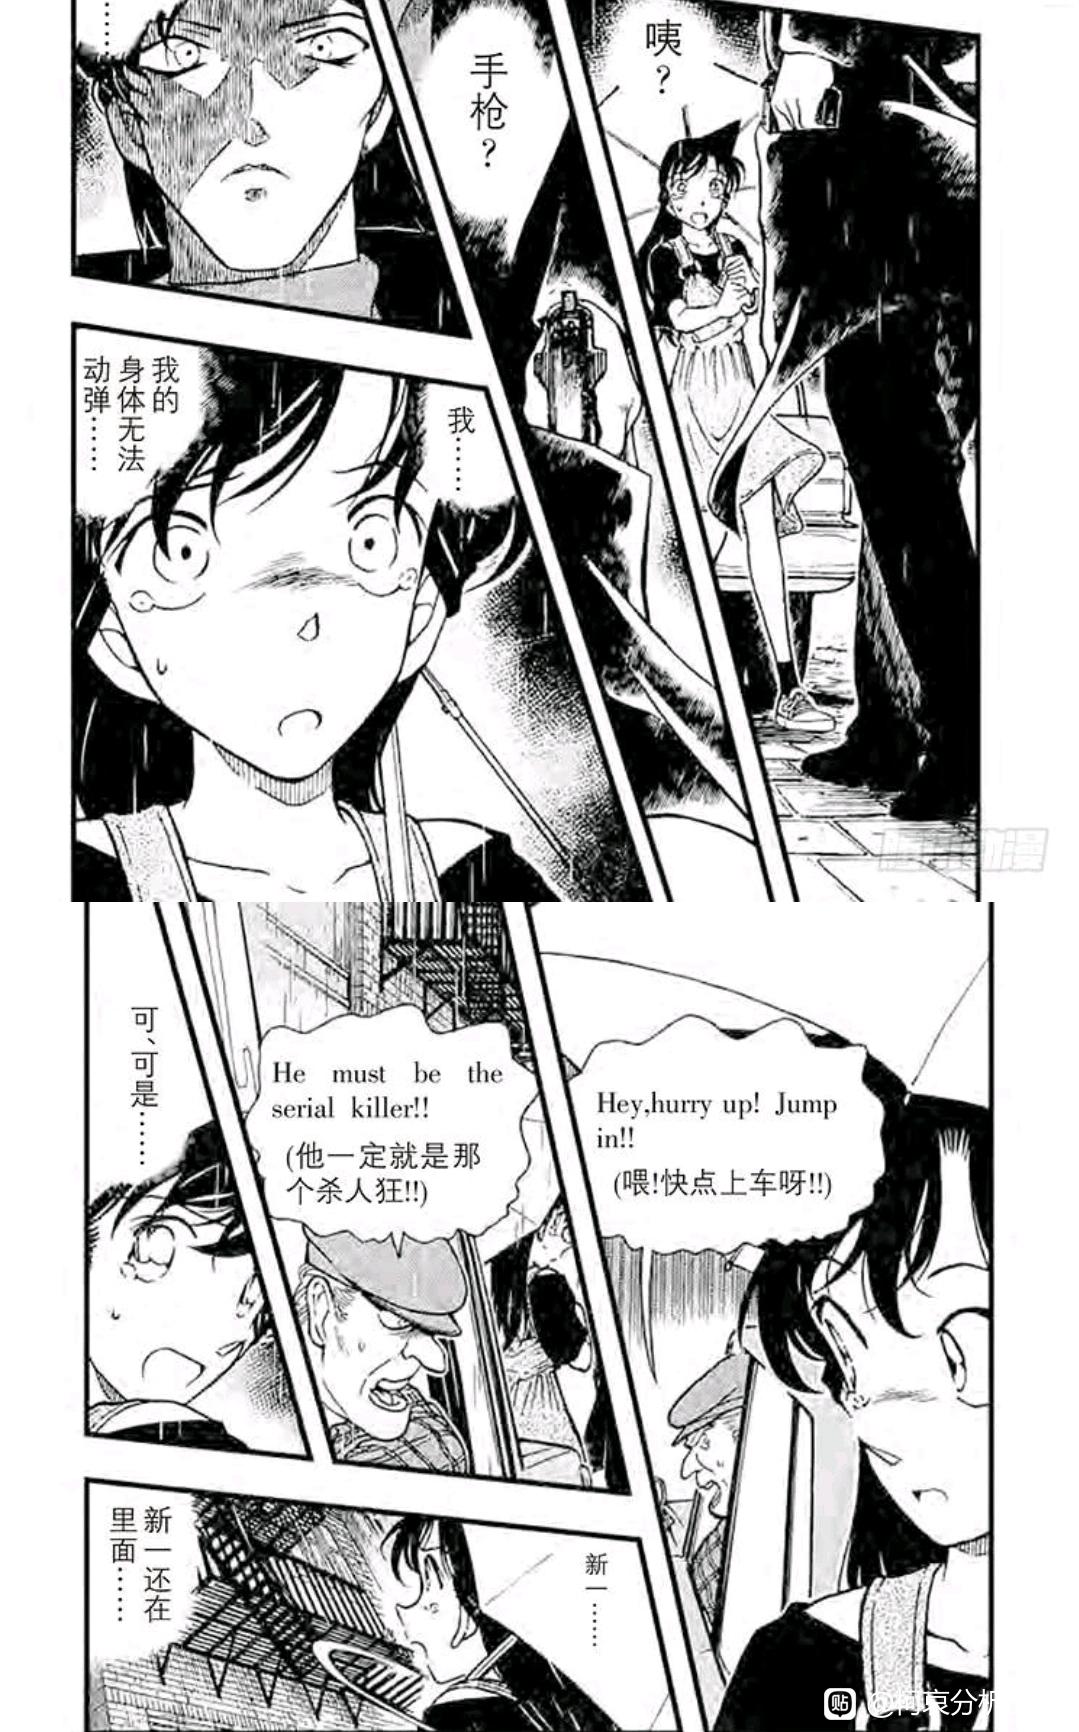 咦?
手枪?
……
我……
我的
身体无法
动弹……
Hey,hurry up! Jump
in!!
(喂!快点上车呀!!)
He must be the
serial killer!!
(他一定就是那
个杀人狂!!)
可、可是……
新一……
新一还在
里面……
贴